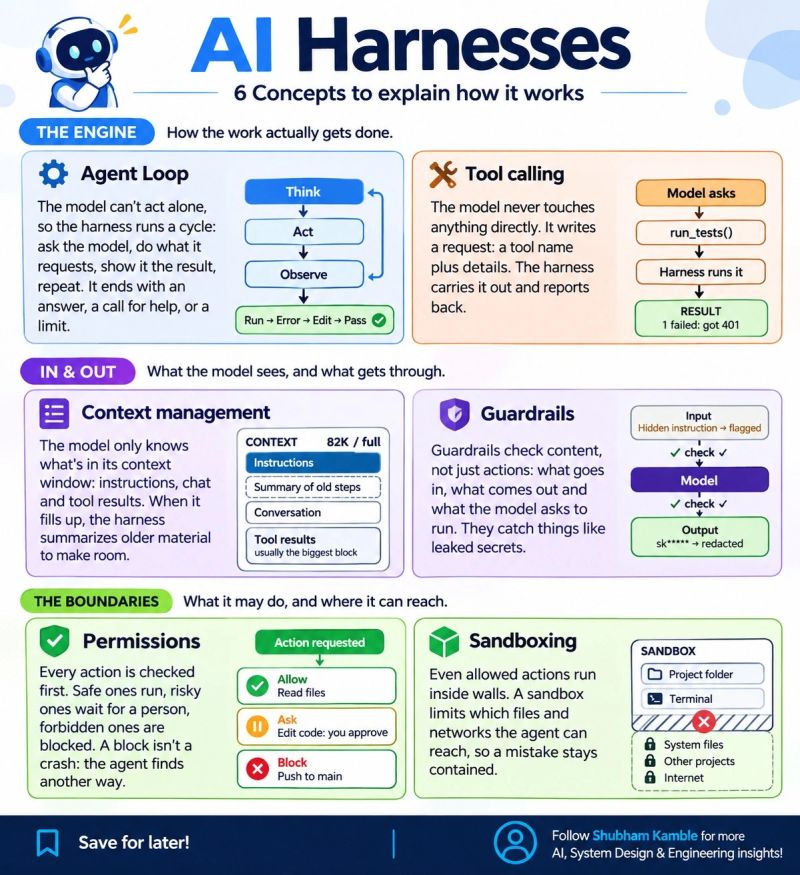 AI Harnesses
6 Concepts to explain how it works
THE ENGINE
How the work actually gets done.
Agent Loop
The model can't act alone,
so the harness runs a cycle:
ask the model, do what it
requests, show it the result,
repeat. It ends with an
answer, a call for help, or a
limit.
Think
Act
Observe
Run → Error → Edit → Pass
Tool calling
The model never touches
anything directly. It writes
a request: a tool name
plus details. The harness
carries it out and reports
back.
Model asks
run_tests()
Harness runs it
RESULT
1 failed: got 401
IN & OUT
What the model sees, and what gets through.
Context management
The model only knows
what's in its context
window: instructions, chat
and tool results. When it
fills up, the harness
summarizes older material
to make room.
CONTEXT 82K / full
Instructions
Summary of old steps
Conversation
Tool results
usually the biggest block
Guardrails
Guardrails check content,
not just actions: what goes
in, what comes out and
what the model asks to
run. They catch things like
leaked secrets.
Input
Hidden instruction → flagged
✓ check ✓
Model
✓ check ✓
Output
sk***** → redacted
THE BOUNDARIES
What it may do, and where it can reach.
Permissions
Every action is checked
first. Safe ones run, risky
ones wait for a person,
forbidden ones are
blocked. A block isn't a
crash: the agent finds
another way.
Action requested
Allow
Read files
Ask
Edit code: you approve
Block
Push to main
Sandboxing
Even allowed actions run
inside walls. A sandbox
limits which files and
networks the agent can
reach, so a mistake stays
contained.
SANDBOX
Project folder
Terminal
System files
Other projects
Internet
Save for later!
Follow Shubham Kamble for more
AI, System Design & Engineering insights!